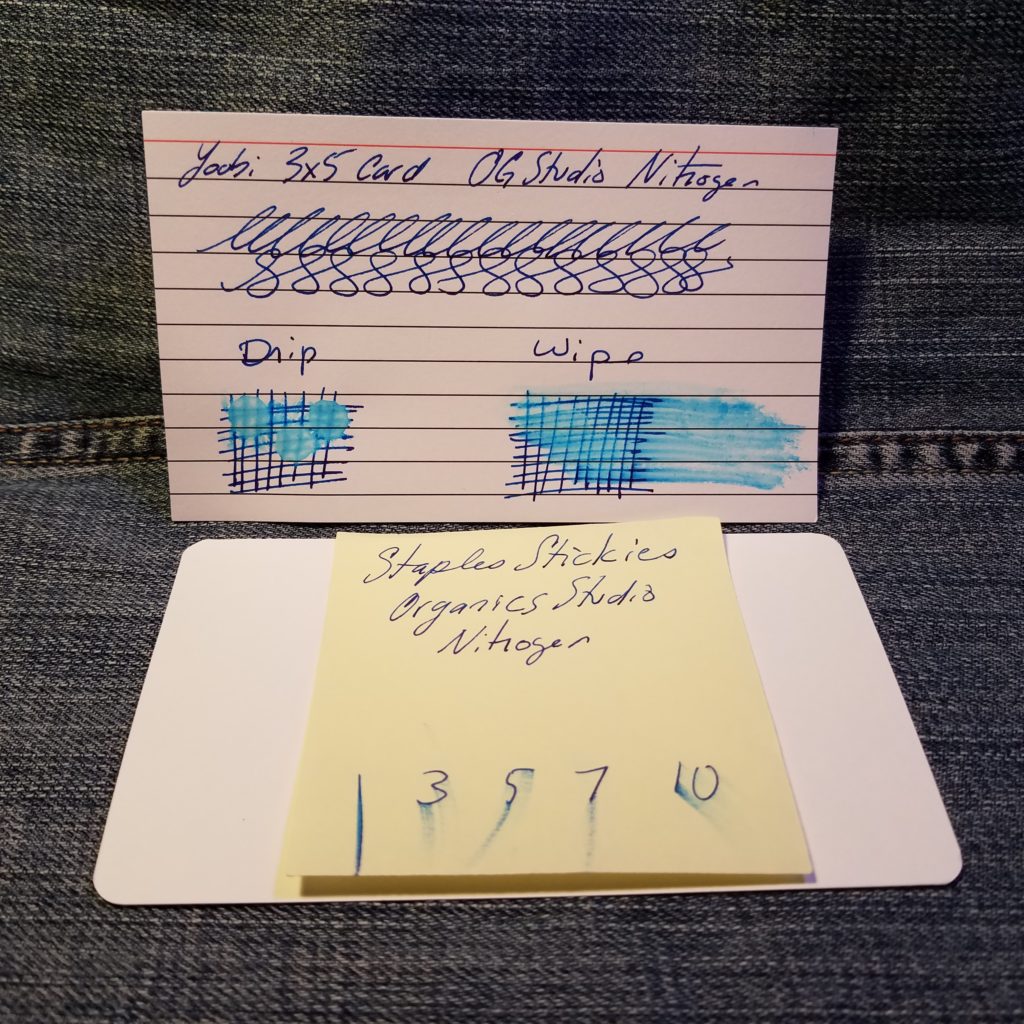 Yoobi 3x5 Card OG Studio Nitrogen
Drip Wipe
Staples Stickies
Organics Studio
Nitrogen
1 3 5 7 10